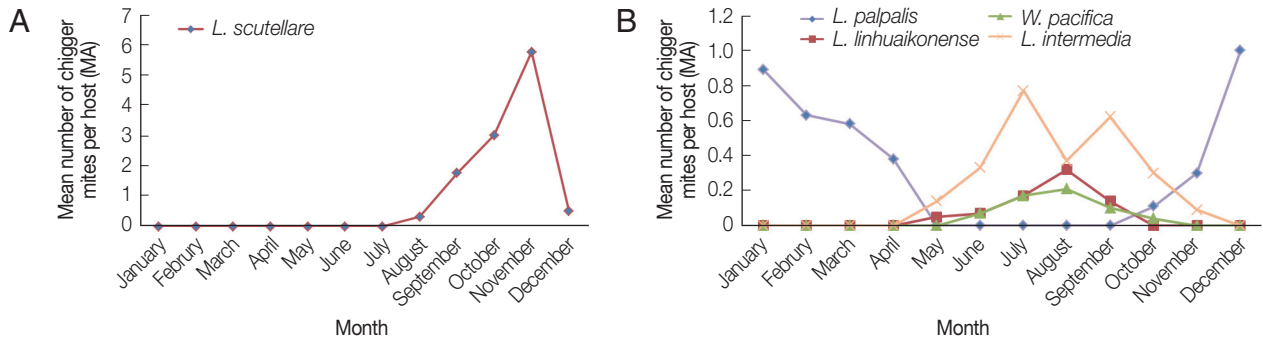 A
Mean number of chigger
mites per host (MA)
7
6
5
4
3
2
1
0
L. scutellare
January
Februry
March
April
May
June
July
August
September
October
November
December
Month
B
Mean number of chigger
mites per host (MA)
1.2
1.0
0.8
0.6
0.4
0.2
0
L. palpalis
W. pacifica
L. linhuaikonense
L. intermedia
January
Februry
March
April
May
June
July
August
September
October
November
December
Month